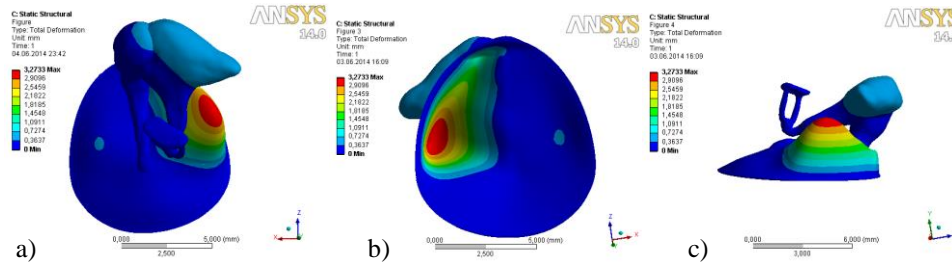 C: Static Structural
Figure
Type: Total Deformation
Unit: mm
Time: 1
04.06.2014 23:42
3,2733 Max
2,9096
2,5459
2,1822
1,8185
1,4548
1,0911
0,7274
0,3637
0 Min
ANSYS
14.0
Z
X
0,000
5,000 (mm)
2,500
a)
C: Static Structural
Figure 3
Type: Total Deformation
Unit: mm
Time: 1
03.06.2014 16:09
3,2733 Max
2,9096
2,5459
2,1822
1,8185
1,4548
1,0911
0,7274
0,3637
0 Min
ANSYS
14.0
Z
X
0,000
5,000 (mm)
2,500
b)
C: Static Structural
Figure 4
Type: Total Deformation
Unit: mm
Time: 1
03.06.2014 16:09
3,2733 Max
2,9096
2,5459
2,1822
1,8185
1,4548
1,0911
0,7274
0,3637
0 Min
ANSYS
14.0
Y
X
0,000
6,000 (mm)
3,000
c)